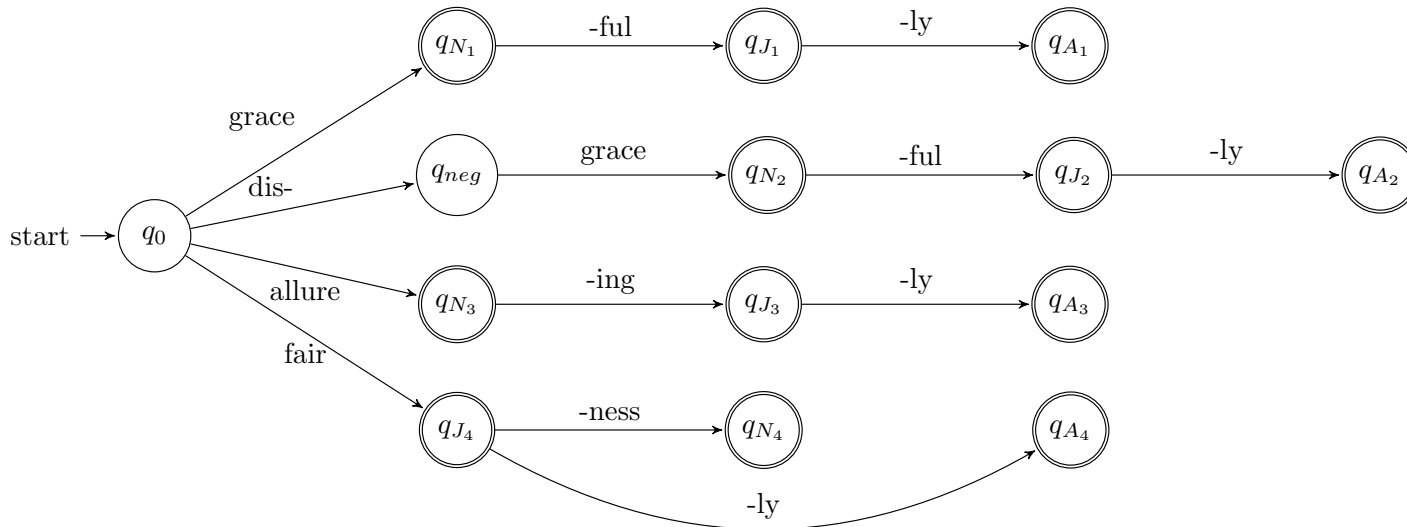 q_{N_1} -ful q_{J_1} -ly q_{A_1}
grace
q_{neg} grace q_{N_2} -ful q_{J_2} -ly q_{A_2}
dis-
start q_0
allure q_{N_3} -ing q_{J_3} -ly q_{A_3}
fair
q_{J_4} -ness q_{N_4} q_{A_4}
-ly